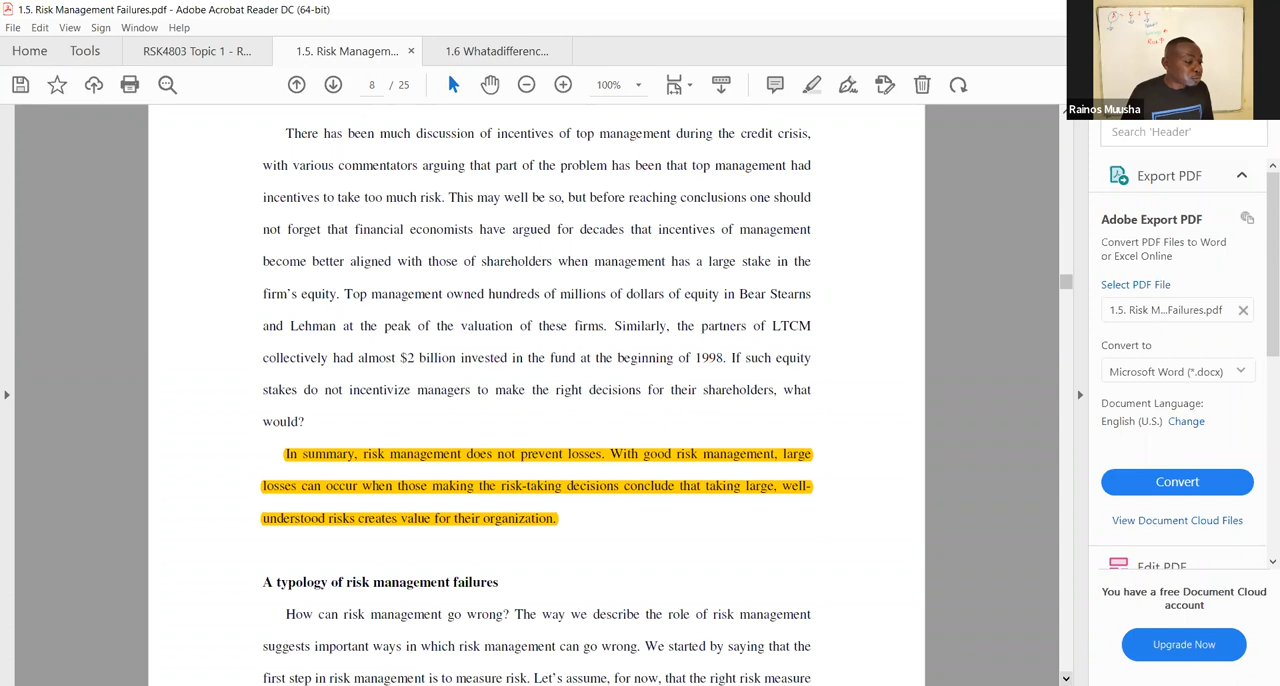 1.5. Risk Management Failures.pdf - Adobe Acrobat Reader DC (64-bit)
File Edit View Sign Window Help
Home Tools RSK4803 Topic 1 - R... 1.5. Risk Managem... × 1.6 Whatadifferenc...
8 / 25 100%
Rainos Muusha
There has been much discussion of incentives of top management during the credit crisis,
with various commentators arguing that part of the problem has been that top management had
incentives to take too much risk. This may well be so, but before reaching conclusions one should
not forget that financial economists have argued for decades that incentives of management
become better aligned with those of shareholders when management has a large stake in the
firm's equity. Top management owned hundreds of millions of dollars of equity in Bear Stearns
and Lehman at the peak of the valuation of these firms. Similarly, the partners of LTCM
collectively had almost $2 billion invested in the fund at the beginning of 1998. If such equity
stakes do not incentivize managers to make the right decisions for their shareholders, what
would?
In summary, risk management does not prevent losses. With good risk management, large
losses can occur when those making the risk-taking decisions conclude that taking large, well-
understood risks creates value for their organization.
A typology of risk management failures
How can risk management go wrong? The way we describe the role of risk management
suggests important ways in which risk management can go wrong. We started by saying that the
first step in risk management is to measure risk. Let's assume, for now, that the right risk measure
Search 'Header'
Export PDF
Adobe Export PDF
Convert PDF Files to Word
or Excel Online
Select PDF File
1.5. Risk M...Failures.pdf
Convert to
Microsoft Word (*.docx)
Document Language:
English (U.S.) Change
Convert
View Document Cloud Files
Edit PDF
You have a free Document Cloud
account
Upgrade Now